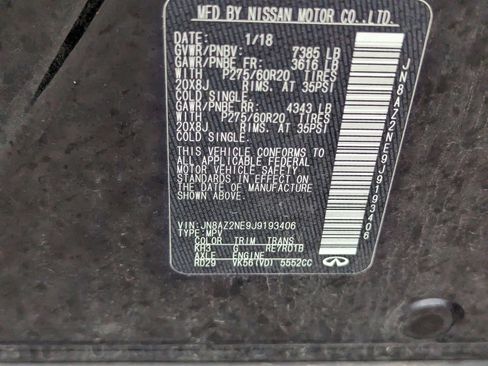 MFD BY NISSAN MOTOR CO.,LTD.
DATE: 1/18
GVWR/PNBV: 7385 LB
GAWR/PNBE FR: 3616 LB
WITH P275/60R20 TIRES
20X8J RIMS. AT 35PSI
COLD SINGLE.
GAWR/PNBE RR: 4343 LB
WITH P275/60R20 TIRES
20X8J RIMS. AT 35PSI
COLD SINGLE.
THIS VEHICLE CONFORMS TO
ALL APPLICABLE FEDERAL
MOTOR VEHICLE SAFETY
STANDARDS IN EFFECT ON THE
DATE OF MANUFACTURE
SHOWN ABOVE.
VIN: JN8AZ2NE9J9193406
TYPE: MPV
COLOR TRIM TRANS
KH3 G RE7R01B
AXLE ENGINE
RD29 VK56(VD) 5552CC
INFINITI
JN8AZ2NE9J9193406